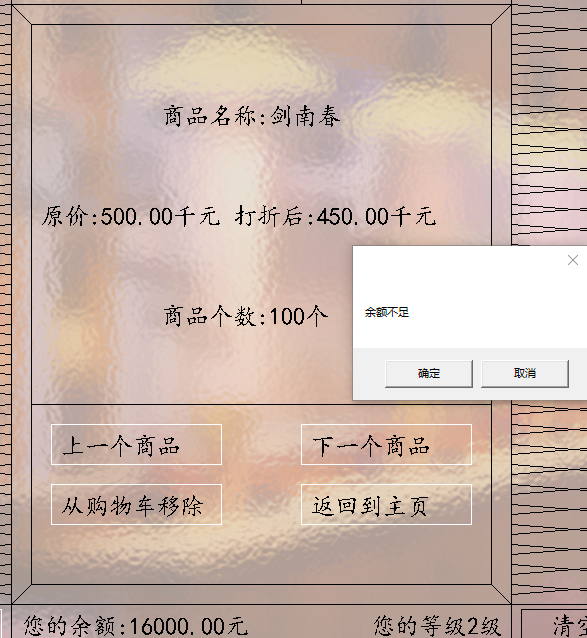 商品名称:剑南春
原价:500.00千元 打折后:450.00千元
余额不足
商品个数:100个
确定 取消
上一个商品 下一个商品
从购物车移除 返回到主页
您的余额:16000.00元 您的等级2级 清